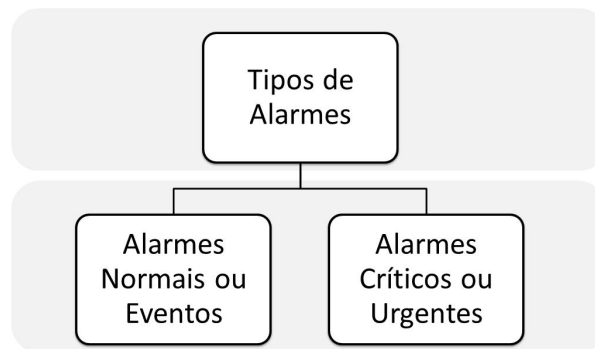 Tipos de
Alarmes
Alarmes
Normais ou
Eventos
Alarmes
Críticos ou
Urgentes